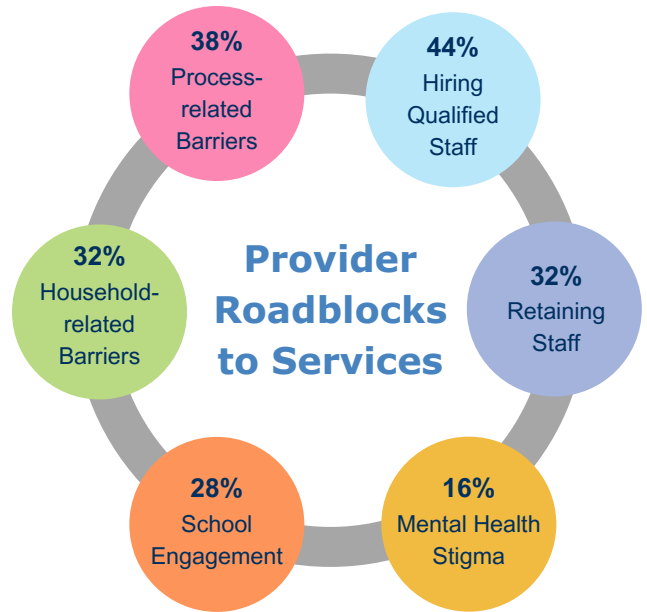 38%
Process-
related
Barriers
44%
Hiring
Qualified
Staff
32%
Household-
related
Barriers
Provider
Roadblocks
to Services
32%
Retaining
Staff
28%
School
Engagement
16%
Mental Health
Stigma